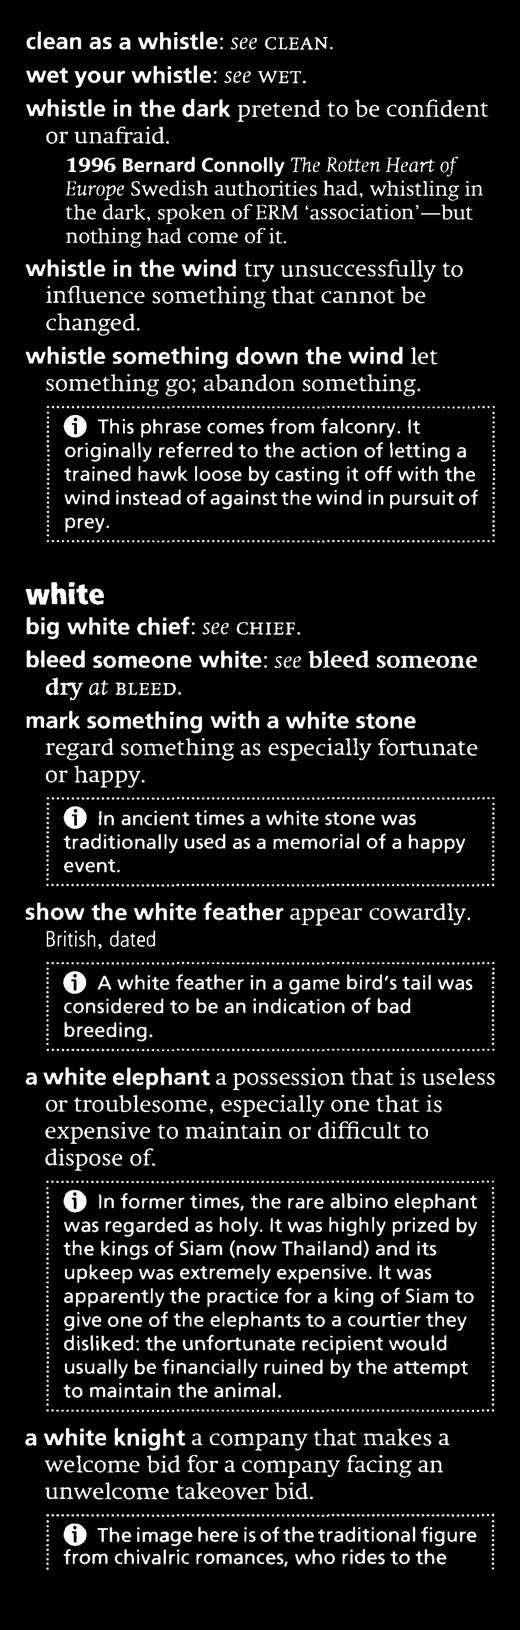 clean as a whistle: see CLEAN.
wet your whistle: see WET.
whistle in the dark pretend to be confident
or unafraid.
1996 Bernard Connolly The Rotten Heart of
Europe Swedish authorities had, whistling in
the dark, spoken of ERM ‘association’—but
nothing had come of it.
whistle in the wind try unsuccessfully to
influence something that cannot be
changed.
whistle something down the wind let
something go; abandon something.
i This phrase comes from falconry. It
originally referred to the action of letting a
trained hawk loose by casting it off with the
wind instead of against the wind in pursuit of
prey.
white
big white chief: see CHIEF.
bleed someone white: see bleed someone
dry at BLEED.
mark something with a white stone
regard something as especially fortunate
or happy.
i In ancient times a white stone was
traditionally used as a memorial of a happy
event.
show the white feather appear cowardly.
British, dated
i A white feather in a game bird’s tail was
considered to be an indication of bad
breeding.
a white elephant a possession that is useless
or troublesome, especially one that is
expensive to maintain or difficult to
dispose of.
i In former times, the rare albino elephant
was regarded as holy. It was highly prized by
the kings of Siam (now Thailand) and its
upkeep was extremely expensive. It was
apparently the practice for a king of Siam to
give one of the elephants to a courtier they
disliked: the unfortunate recipient would
usually be financially ruined by the attempt
to maintain the animal.
a white knight a company that makes a
welcome bid for a company facing an
unwelcome takeover bid.
i The image here is of the traditional figure
from chivalric romances, who rides to the